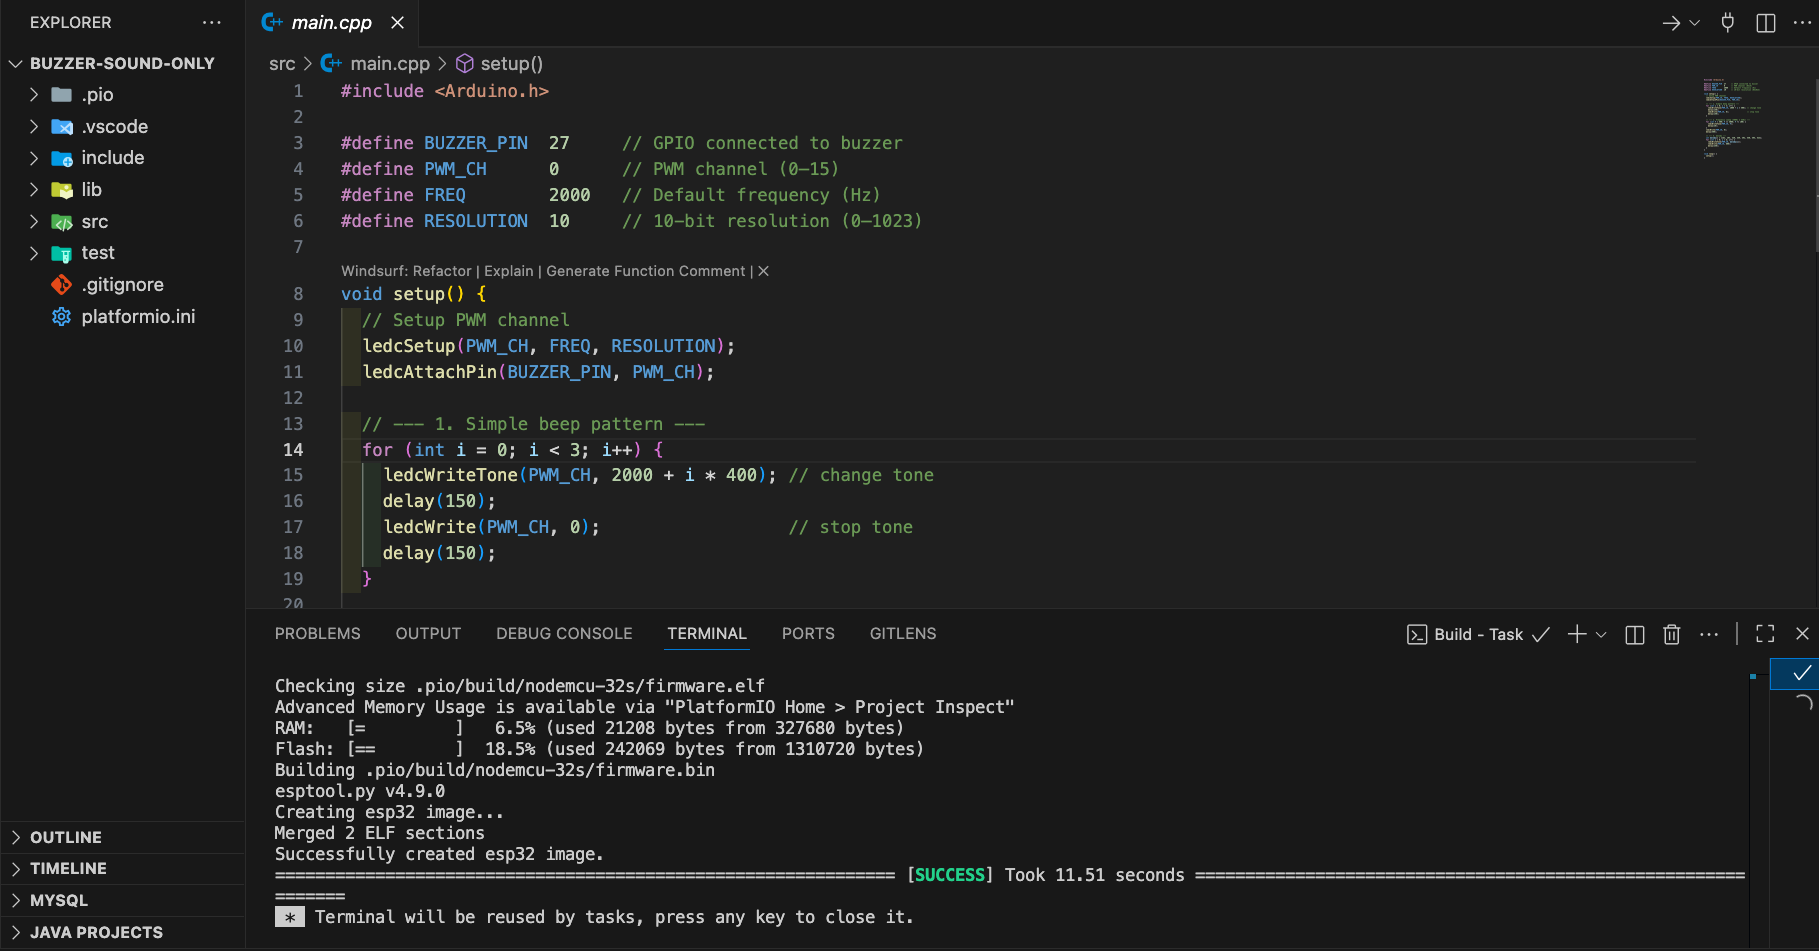 EXPLORER
BUZZER-SOUND-ONLY
.pio
.vscode
include
lib
src
test
.gitignore
platformio.ini
OUTLINE
TIMELINE
MYSQL
JAVA PROJECTS
main.cpp
src > main.cpp > setup()
1 #include <Arduino.h>
2
3 #define BUZZER_PIN  27     // GPIO connected to buzzer
4 #define PWM_CH      0      // PWM channel (0–15)
5 #define FREQ        2000   // Default frequency (Hz)
6 #define RESOLUTION  10     // 10-bit resolution (0–1023)
7
Windsurf: Refactor | Explain | Generate Function Comment | ×
8 void setup() {
9   // Setup PWM channel
10   ledcSetup(PWM_CH, FREQ, RESOLUTION);
11   ledcAttachPin(BUZZER_PIN, PWM_CH);
12
13   // --- 1. Simple beep pattern ---
14   for (int i = 0; i < 3; i++) {
15     ledcWriteTone(PWM_CH, 2000 + i * 400); // change tone
16     delay(150);
17     ledcWrite(PWM_CH, 0);                  // stop tone
18     delay(150);
19   }
20
PROBLEMS OUTPUT DEBUG CONSOLE TERMINAL PORTS GITLENS
Build - Task
Checking size .pio/build/nodemcu-32s/firmware.elf
Advanced Memory Usage is available via "PlatformIO Home > Project Inspect"
RAM:   [=         ]   6.5% (used 21208 bytes from 327680 bytes)
Flash: [==        ]  18.5% (used 242069 bytes from 1310720 bytes)
Building .pio/build/nodemcu-32s/firmware.bin
esptool.py v4.9.0
Creating esp32 image...
Merged 2 ELF sections
Successfully created esp32 image.
============================================================== [SUCCESS] Took 11.51 seconds =======================================================
=======
* Terminal will be reused by tasks, press any key to close it.